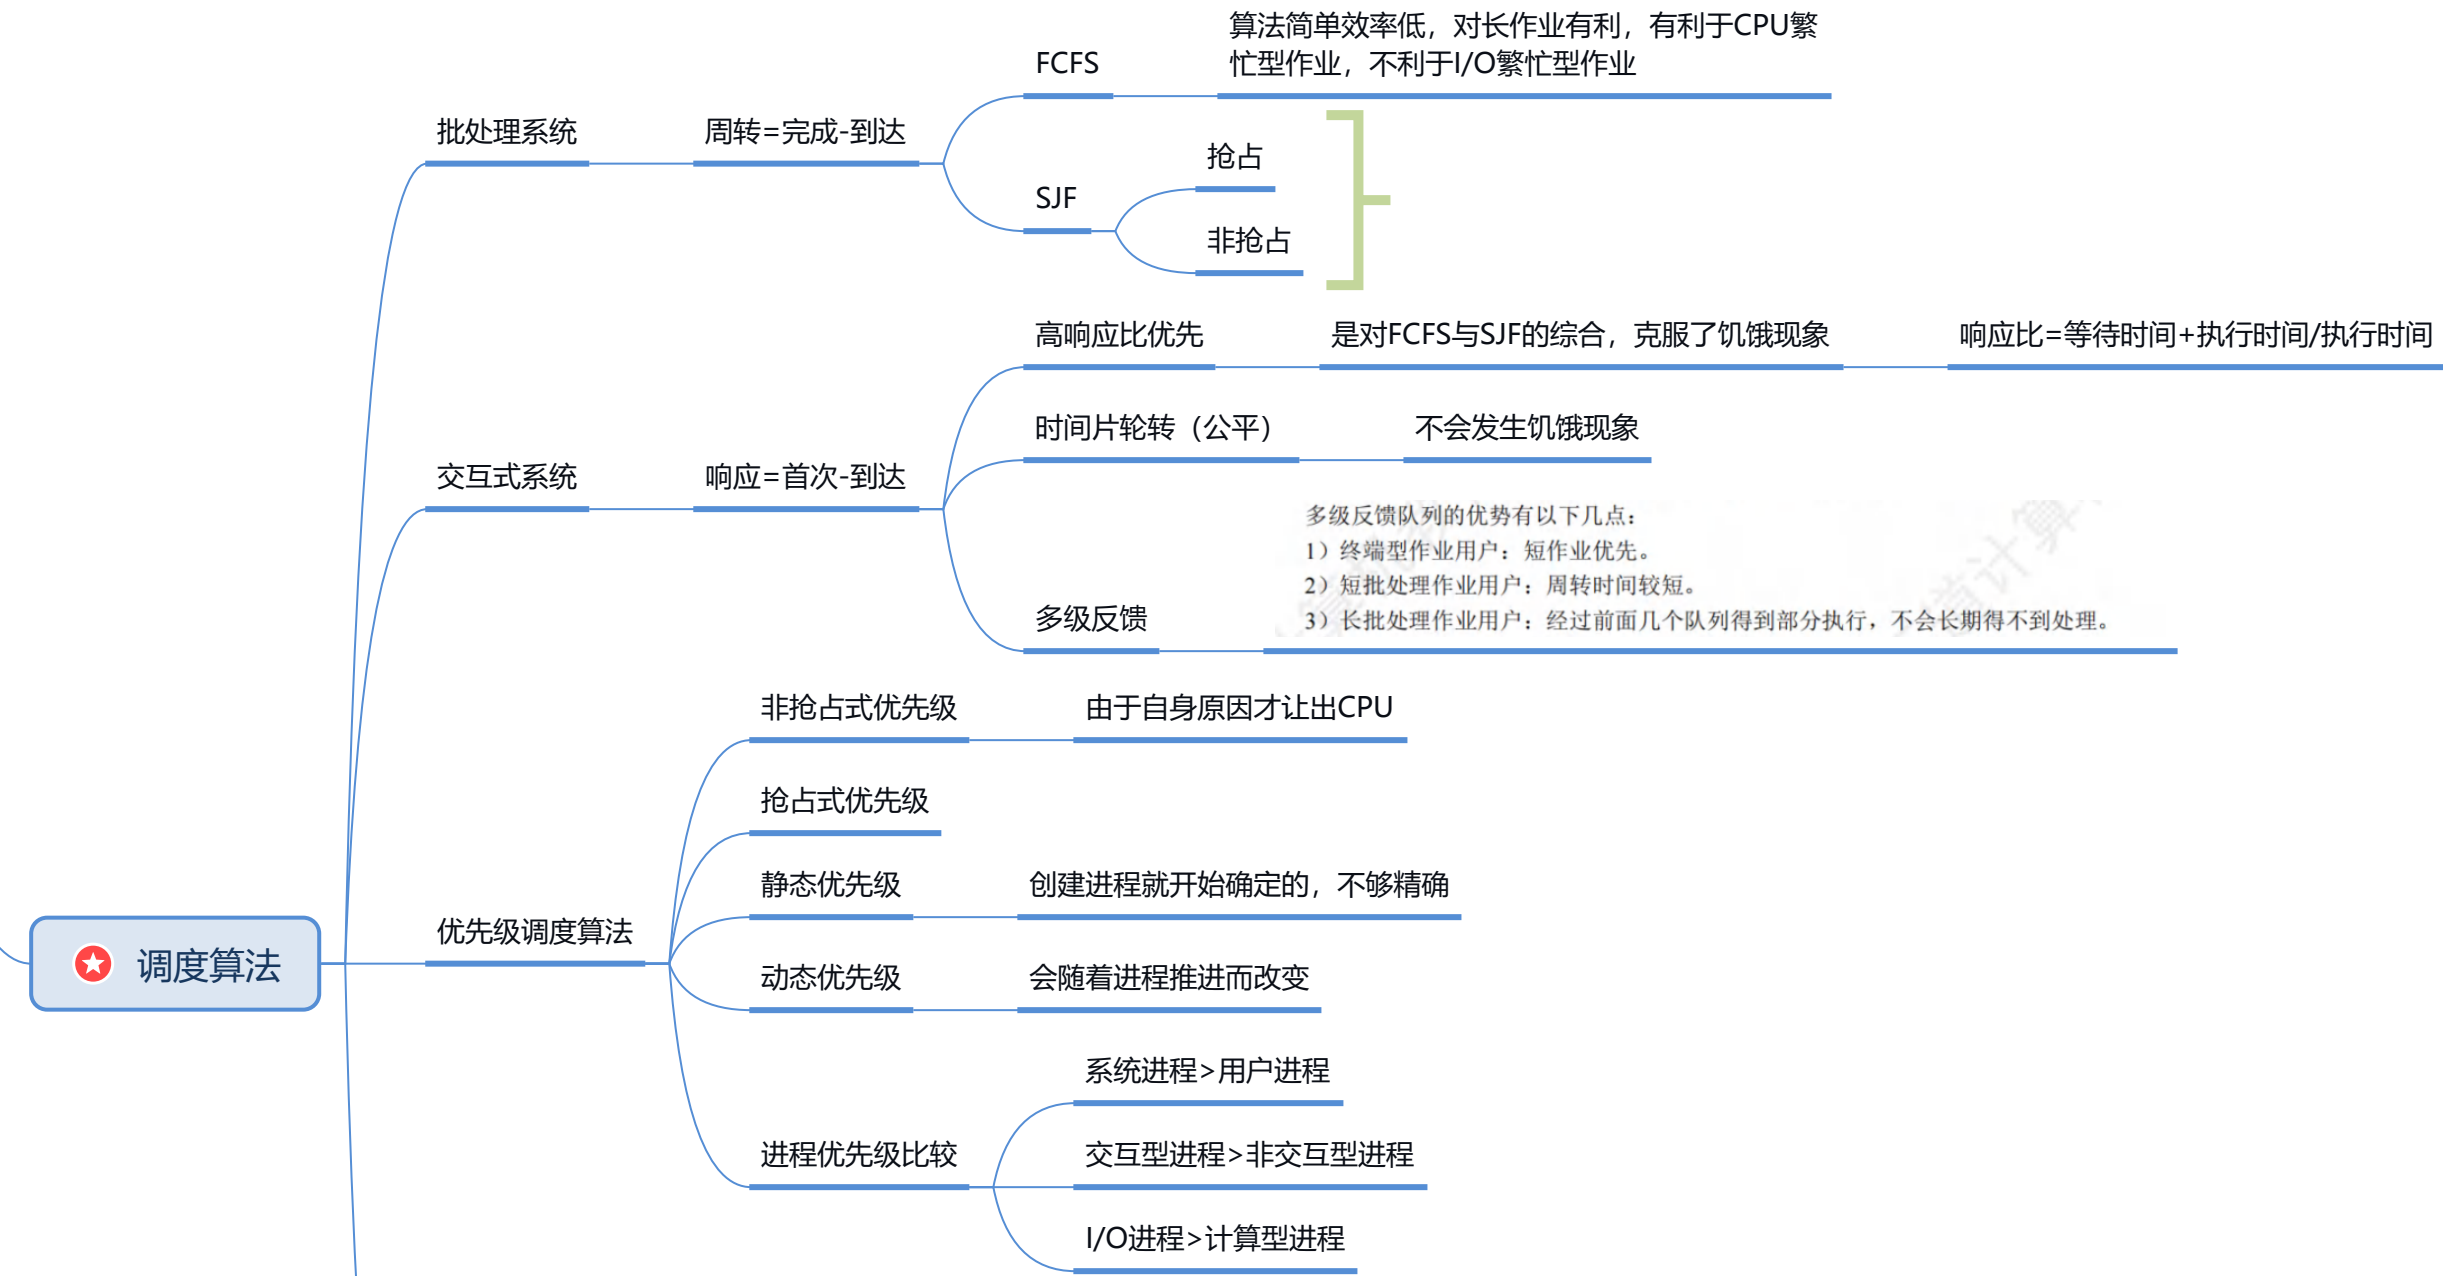 算法简单效率低，对长作业有利，有利于CPU繁
忙型作业，不利于I/O繁忙型作业
FCFS
批处理系统
周转=完成-到达
抢占
SJF
非抢占
高响应比优先
是对FCFS与SJF的综合，克服了饥饿现象
响应比=等待时间+执行时间/执行时间
时间片轮转（公平）
不会发生饥饿现象
交互式系统
响应=首次-到达
多级反馈队列的优势有以下几点：
1）终端型作业用户：短作业优先。
2）短批处理作业用户：周转时间较短。
3）长批处理作业用户：经过前面几个队列得到部分执行，不会长期得不到处理。
多级反馈
非抢占式优先级
由于自身原因才让出CPU
抢占式优先级
静态优先级
创建进程就开始确定的，不够精确
优先级调度算法
调度算法
动态优先级
会随着进程推进而改变
系统进程>用户进程
进程优先级比较
交互型进程>非交互型进程
I/O进程>计算型进程